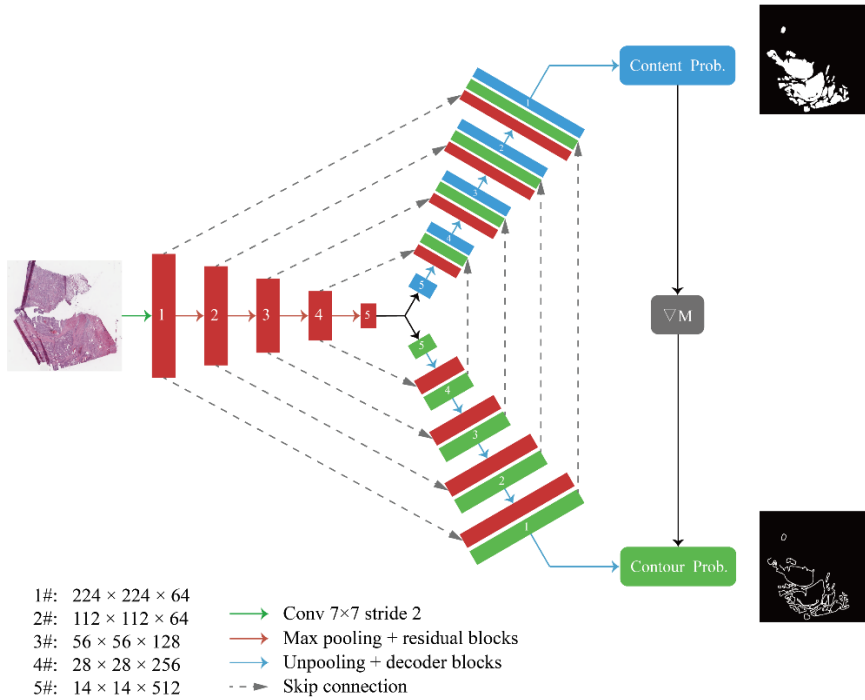 1
Content Prob.
2
3
4
5
1
2
3
4
5
▽M
5
4
3
2
1
Contour Prob.
1#: 224 × 224 × 64
2#: 112 × 112 × 64
3#: 56 × 56 × 128
4#: 28 × 28 × 256
5#: 14 × 14 × 512
Conv 7×7 stride 2
Max pooling + residual blocks
Unpooling + decoder blocks
Skip connection